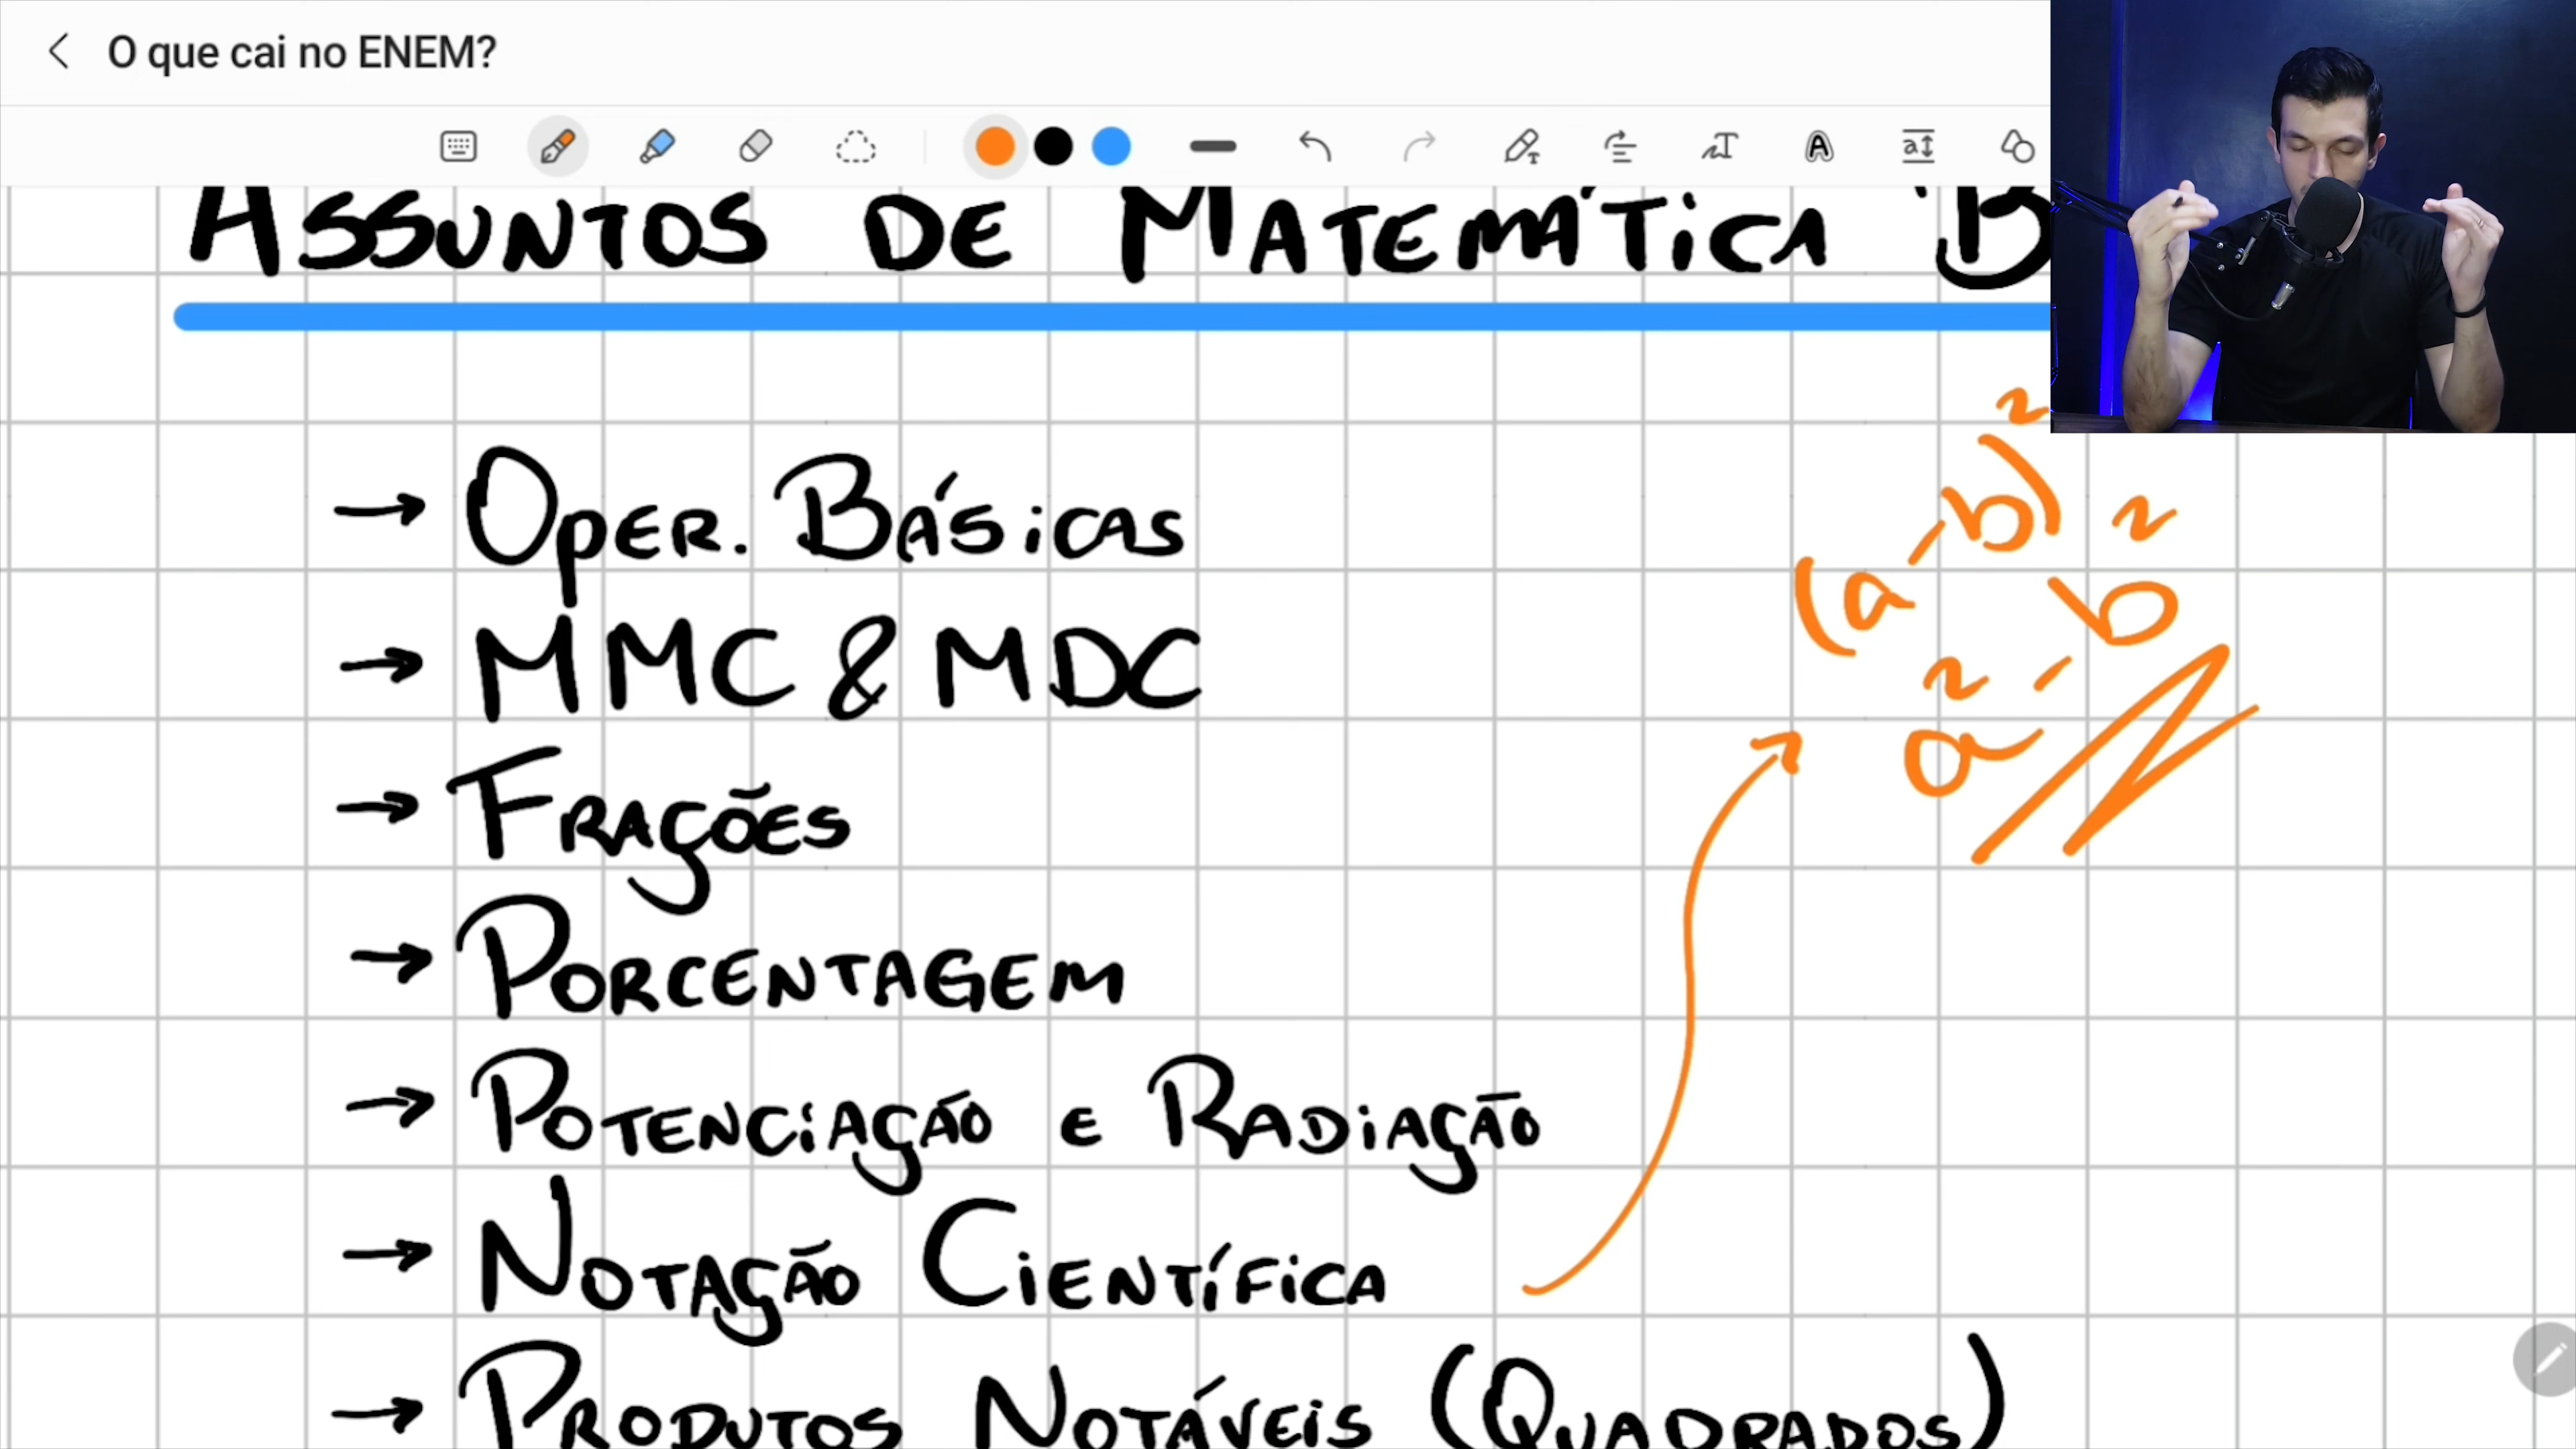 O que cai no ENEM?
ASSUNTOS DE MATEMÁTICA B
→ OPER. BÁSICAS
→ MMC & MDC
→ FRAÇÕES
→ PORCENTAGEM
→ POTENCIAÇÃO E RADIAÇÃO
→ NOTAÇÃO CIENTÍFICA
→ PRODUTOS NOTÁVEIS (QUADRADOS)
(a-b)²
a² - b²